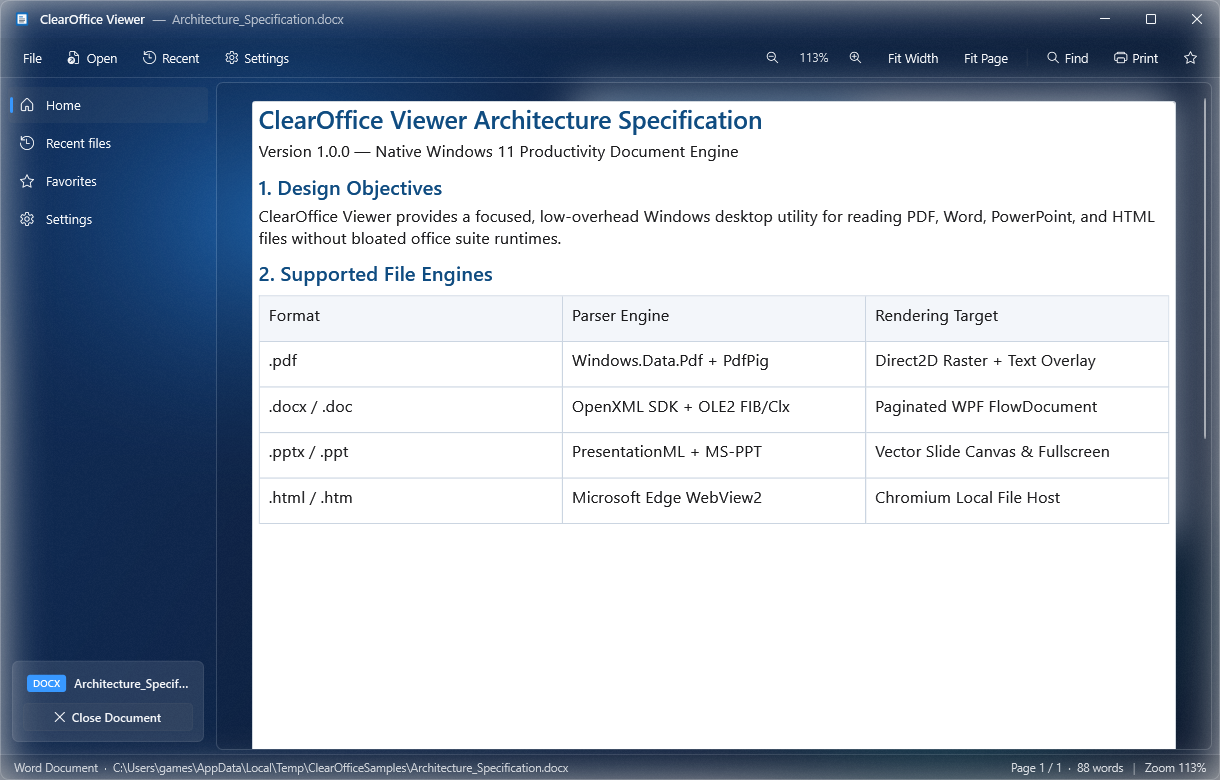 ClearOffice Viewer — Architecture_Specification.docx
File Open Recent Settings 113% Fit Width Fit Page Find Print
Home
Recent files
Favorites
Settings
ClearOffice Viewer Architecture Specification
Version 1.0.0 — Native Windows 11 Productivity Document Engine
1. Design Objectives
ClearOffice Viewer provides a focused, low-overhead Windows desktop utility for reading PDF, Word, PowerPoint, and HTML
files without bloated office suite runtimes.
2. Supported File Engines
Format Parser Engine Rendering Target
.pdf Windows.Data.Pdf + PdfPig Direct2D Raster + Text Overlay
.docx / .doc OpenXML SDK + OLE2 FIB/Clx Paginated WPF FlowDocument
.pptx / .ppt PresentationML + MS-PPT Vector Slide Canvas & Fullscreen
.html / .htm Microsoft Edge WebView2 Chromium Local File Host
DOCX Architecture_Specif...
Close Document
Word Document · C:\Users\games\AppData\Local\Temp\ClearOfficeSamples\Architecture_Specification.docx Page 1 / 1 · 88 words | Zoom 113%